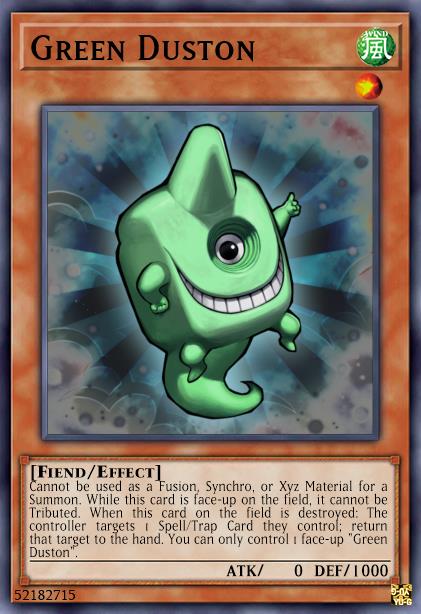 GREEN DUSTON
WIND
風
[FIEND/EFFECT]
Cannot be used as a Fusion, Synchro, or Xyz Material for a
Summon. While this card is face-up on the field, it cannot be
Tributed. When this card on the field is destroyed: The
controller targets 1 Spell/Trap Card they control; return
that target to the hand. You can only control 1 face-up "Green
Duston".
ATK/ 0 DEF/1000
52182715